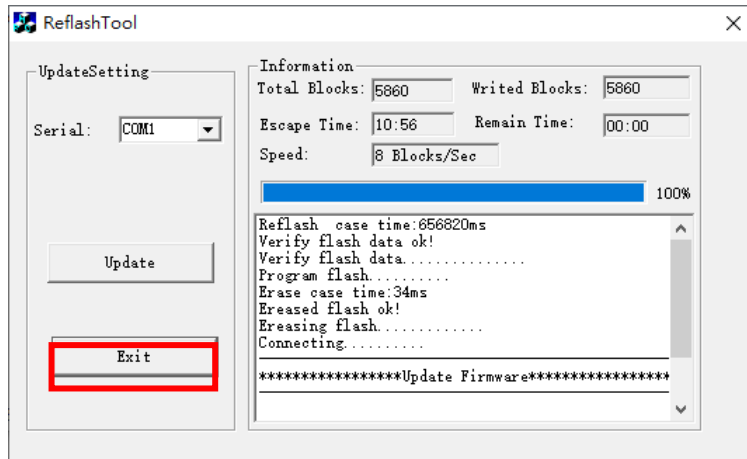 ReflashTool
UpdateSetting
Serial: COM1
Update
Exit
Information
Total Blocks: 5860 Writed Blocks: 5860
Escape Time: 10:56 Remain Time: 00:00
Speed: 8 Blocks/Sec
100%
Reflash case time:656820ms
Verify flash data ok!
Verify flash data...............
Program flash..........
Erase case time:34ms
Ereased flash ok!
Ereasing flash.............
Connecting..........
*****************Update Firmware*****************